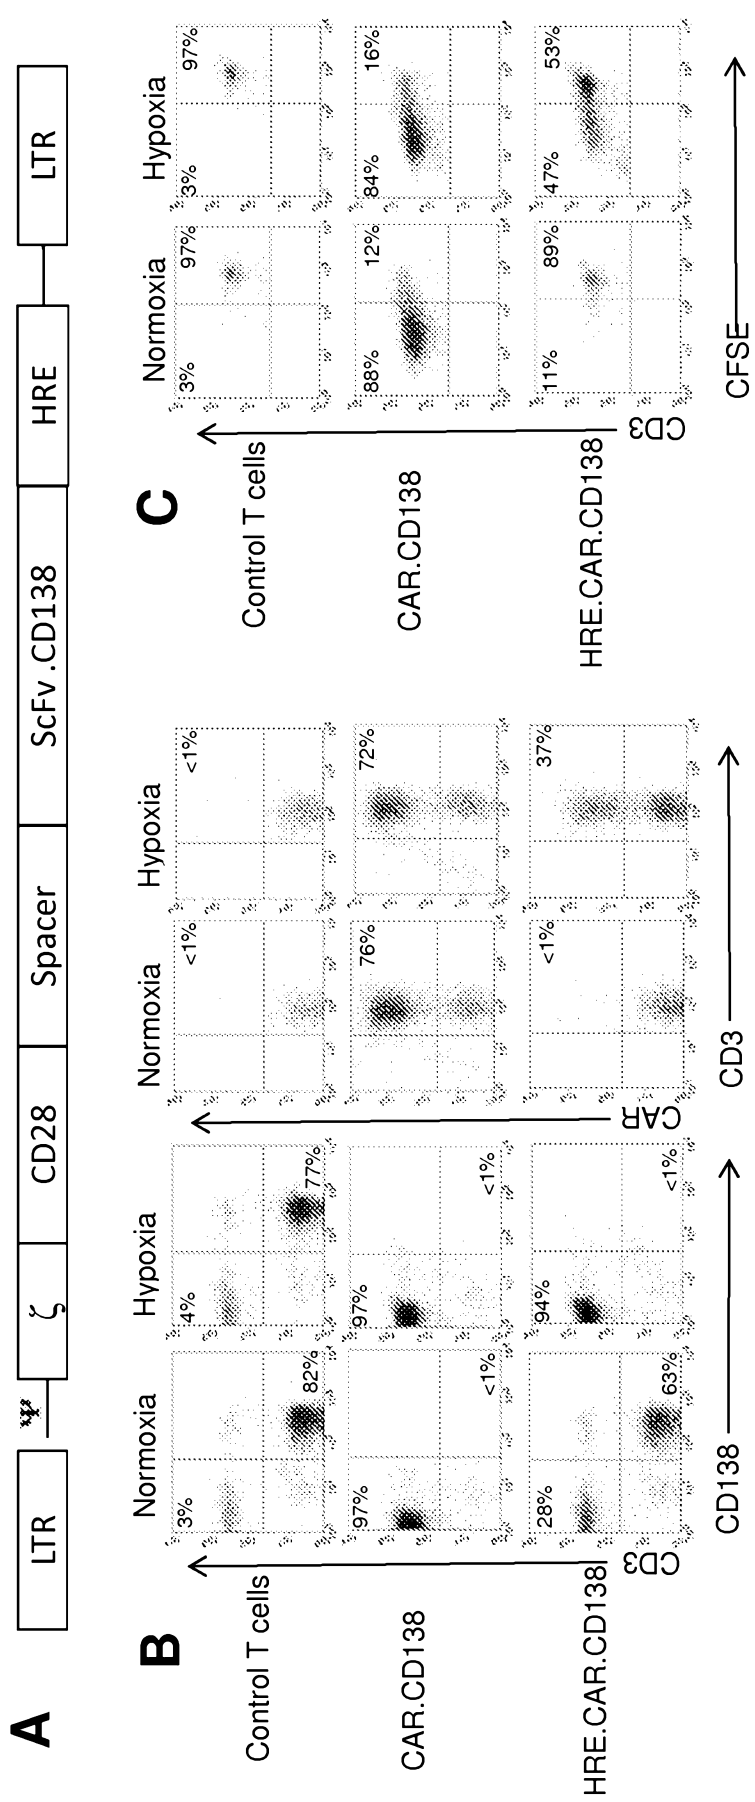 A
LTR
Ψ
ζ
CD28
Spacer
ScFv .CD138
HRE
LTR
B
Normoxia
Hypoxia
Normoxia
Hypoxia
Control T cells
3%
82%
4%
77%
<1%
<1%
CAR.CD138
97%
<1%
97%
<1%
76%
72%
HRE.CAR.CD138
28%
63%
94%
<1%
<1%
37%
CD3
CD138
CAR
CD3
C
Normoxia
Hypoxia
Control T cells
3%
97%
3%
97%
CAR.CD138
88%
12%
84%
16%
HRE.CAR.CD138
11%
89%
47%
53%
CD3
CFSE